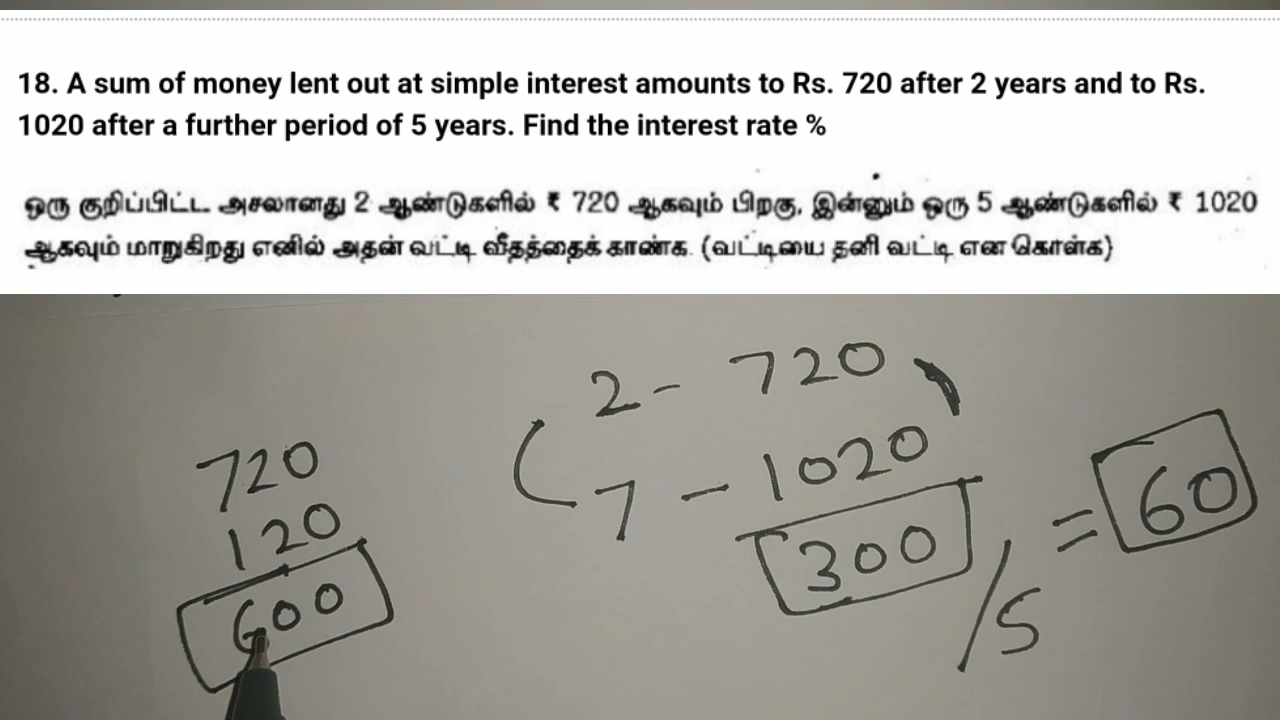 18. A sum of money lent out at simple interest amounts to Rs. 720 after 2 years and to Rs.
1020 after a further period of 5 years. Find the interest rate %
ஒரு குறிப்பிட்ட அசலானது 2 ஆண்டுகளில் ₹ 720 ஆகவும் பிறகு, இன்னும் ஒரு 5 ஆண்டுகளில் ₹ 1020
ஆகவும் மாறுகிறது எனில் அதன் வட்டி வீதத்தைக் காண்க. (வட்டியை தனி வட்டி என கொள்க)
2 - 720
7 - 1020
300 / 5 = 60
720
120
600